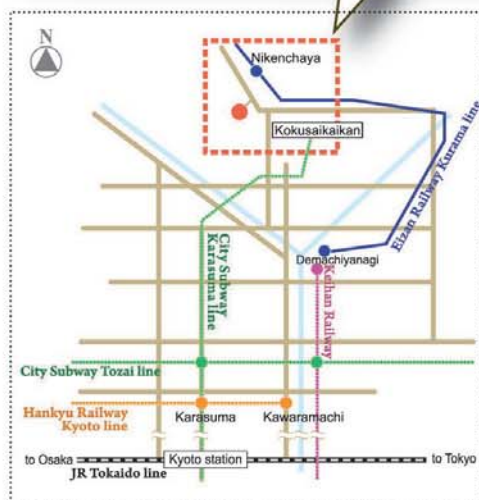 N
Nikenchaya
Kokusaikaikan
Eizan Railway Kurama line
City Subway
Karasuma line
Demachiyanagi
Keihan Railway
City Subway Tozai line
Hankyu Railway
Kyoto line
Karasuma
Kawaramachi
to Osaka
Kyoto station
to Tokyo
JR Tokaido line